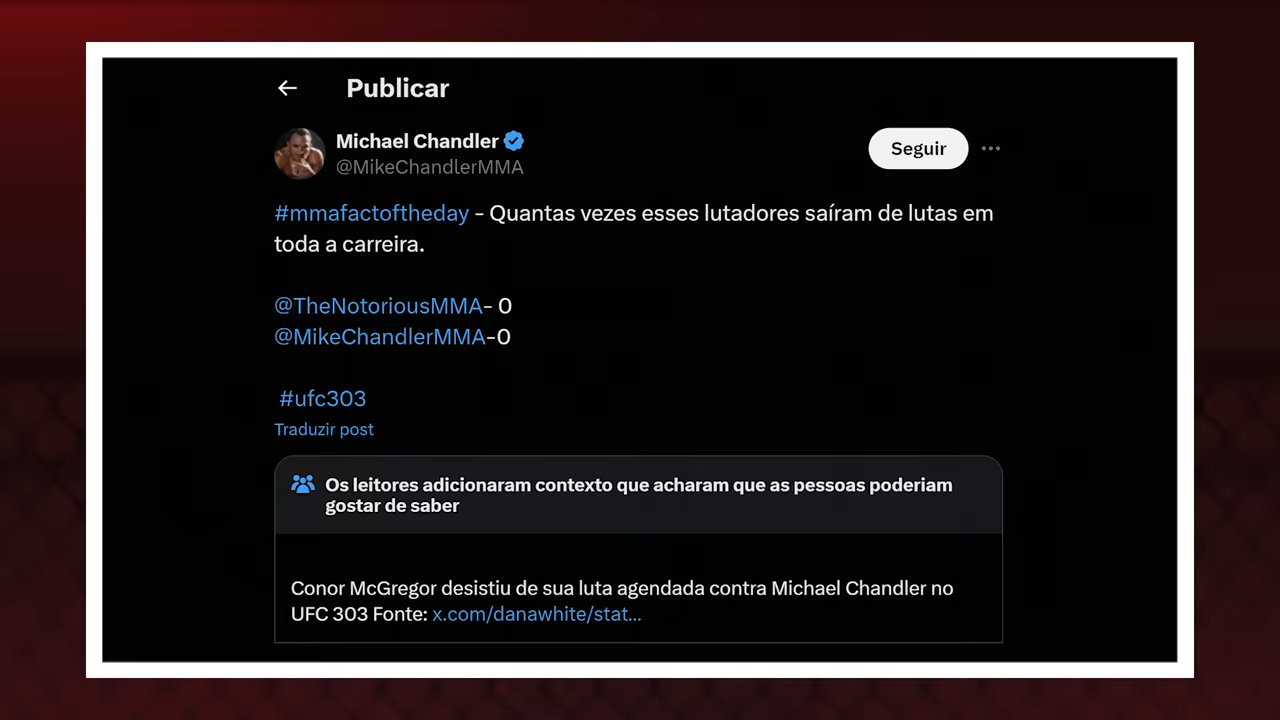 Publicar
Michael Chandler
@MikeChandlerMMA
Seguir
#mmafactoftheday - Quantas vezes esses lutadores saíram de lutas em
toda a carreira.
@TheNotoriousMMA- 0
@MikeChandlerMMA-0
#ufc303
Traduzir post
Os leitores adicionaram contexto que acharam que as pessoas poderiam
gostar de saber
Conor McGregor desistiu de sua luta agendada contra Michael Chandler no
UFC 303 Fonte: x.com/danawhite/stat...